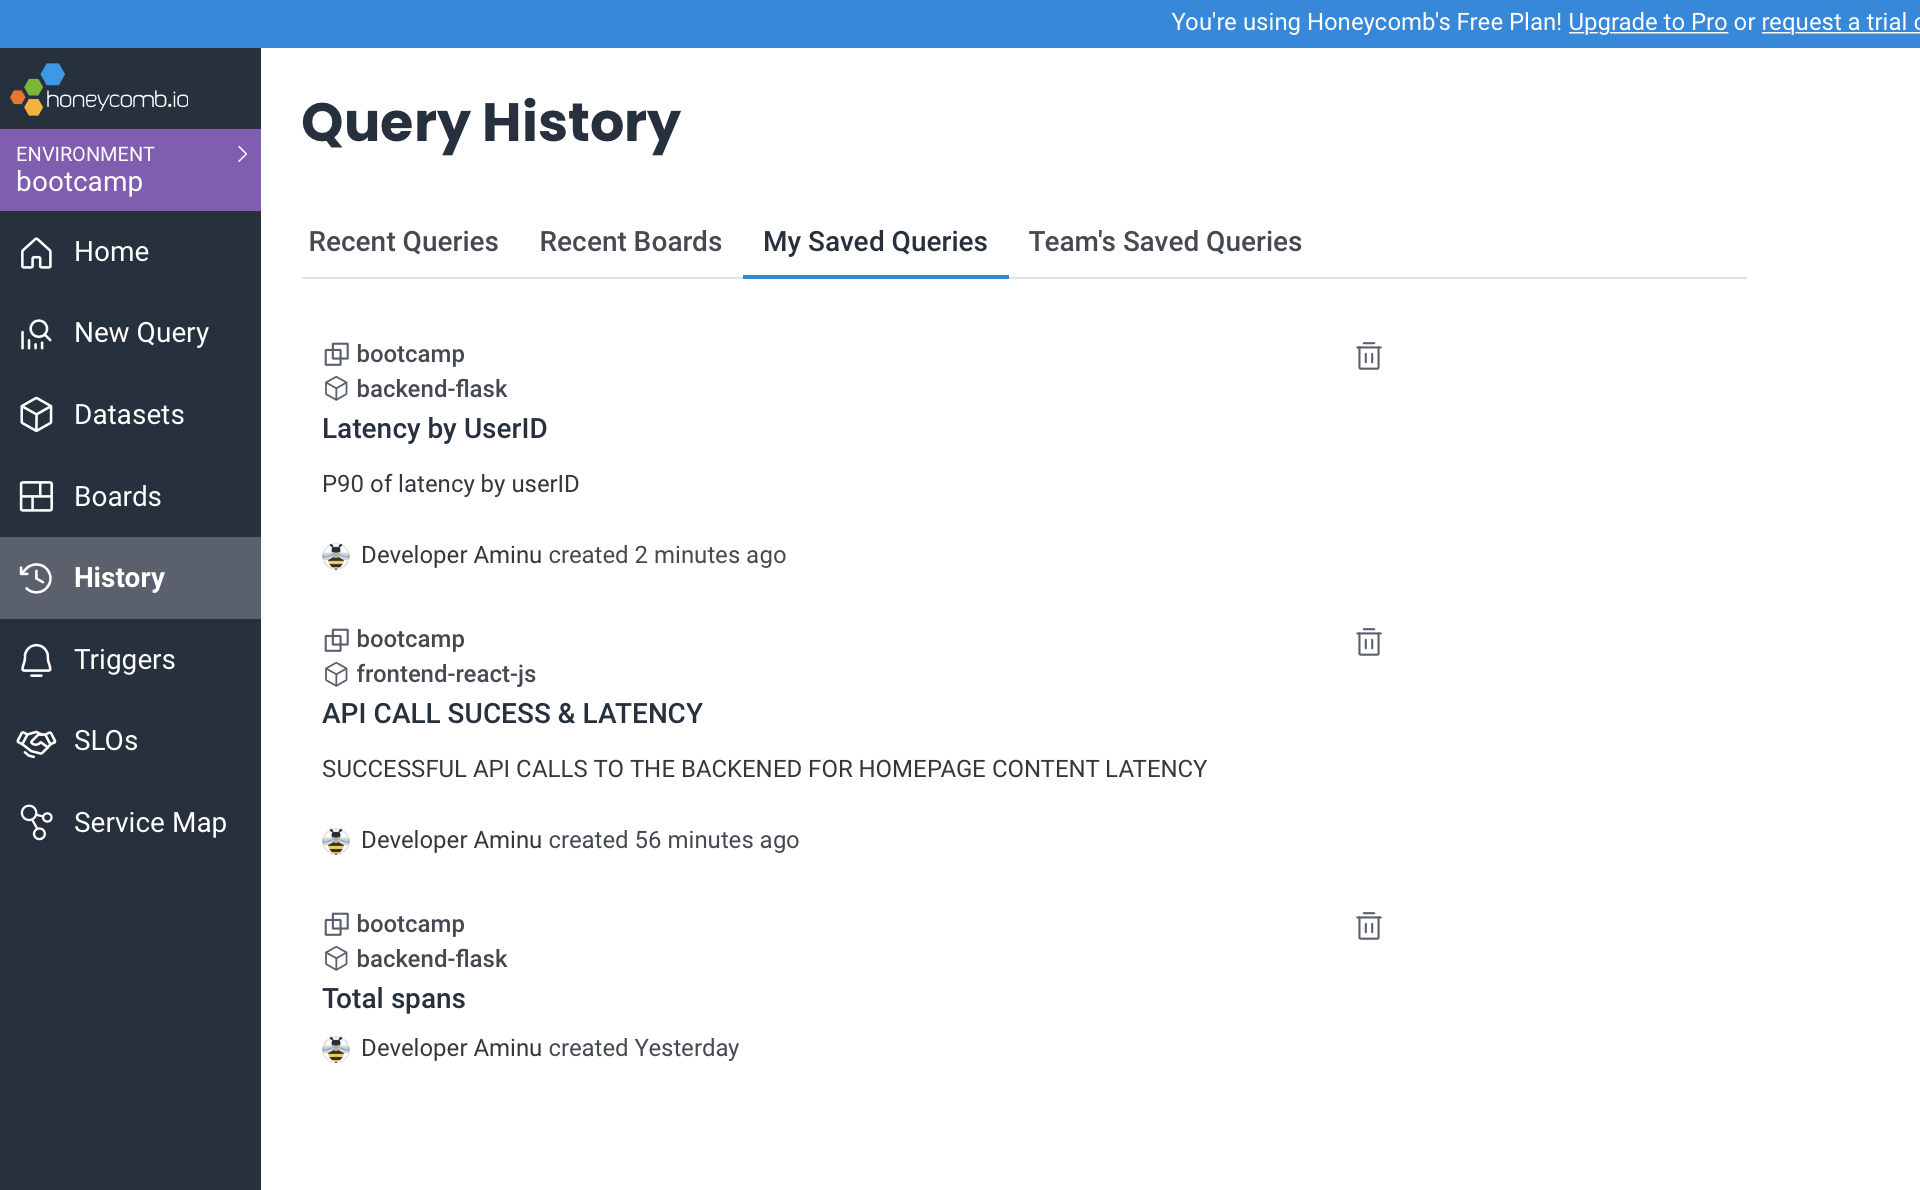 You're using Honeycomb's Free Plan! Upgrade to Pro or request a trial
honeycomb.io
ENVIRONMENT
bootcamp
Home
New Query
Datasets
Boards
History
Triggers
SLOs
Service Map
Query History
Recent Queries Recent Boards My Saved Queries Team's Saved Queries
bootcamp
backend-flask
Latency by UserID
P90 of latency by userID
Developer Aminu created 2 minutes ago
bootcamp
frontend-react-js
API CALL SUCESS & LATENCY
SUCCESSFUL API CALLS TO THE BACKENED FOR HOMEPAGE CONTENT LATENCY
Developer Aminu created 56 minutes ago
bootcamp
backend-flask
Total spans
Developer Aminu created Yesterday